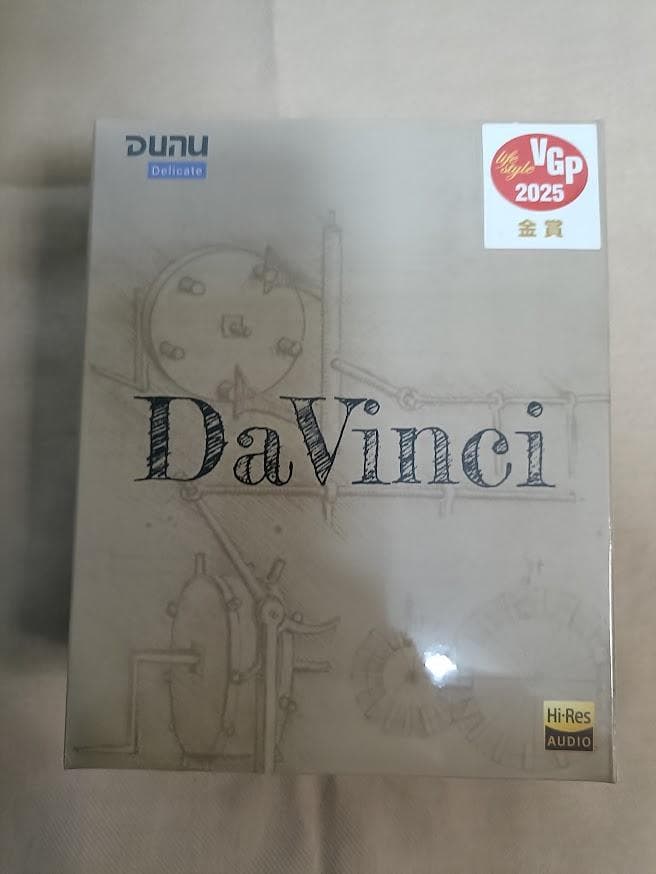 DUNU
Delicate
life style
VGP
2025
金賞
DaVinci
Hi-Res
AUDIO